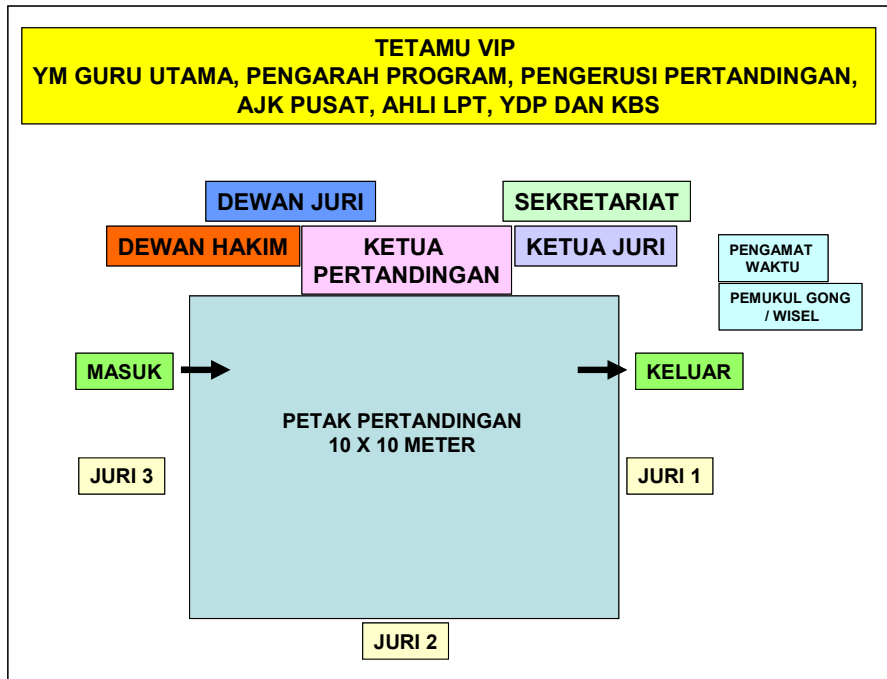 TETAMU VIP
YM GURU UTAMA, PENGARAH PROGRAM, PENGERUSI PERTANDINGAN,
AJK PUSAT, AHLI LPT, YDP DAN KBS
DEWAN JURI
SEKRETARIAT
DEWAN HAKIM
KETUA
PERTANDINGAN
KETUA JURI
PENGAMAT
WAKTU
PEMUKUL GONG
/ WISEL
MASUK
KELUAR
PETAK PERTANDINGAN
10 X 10 METER
JURI 3
JURI 1
JURI 2